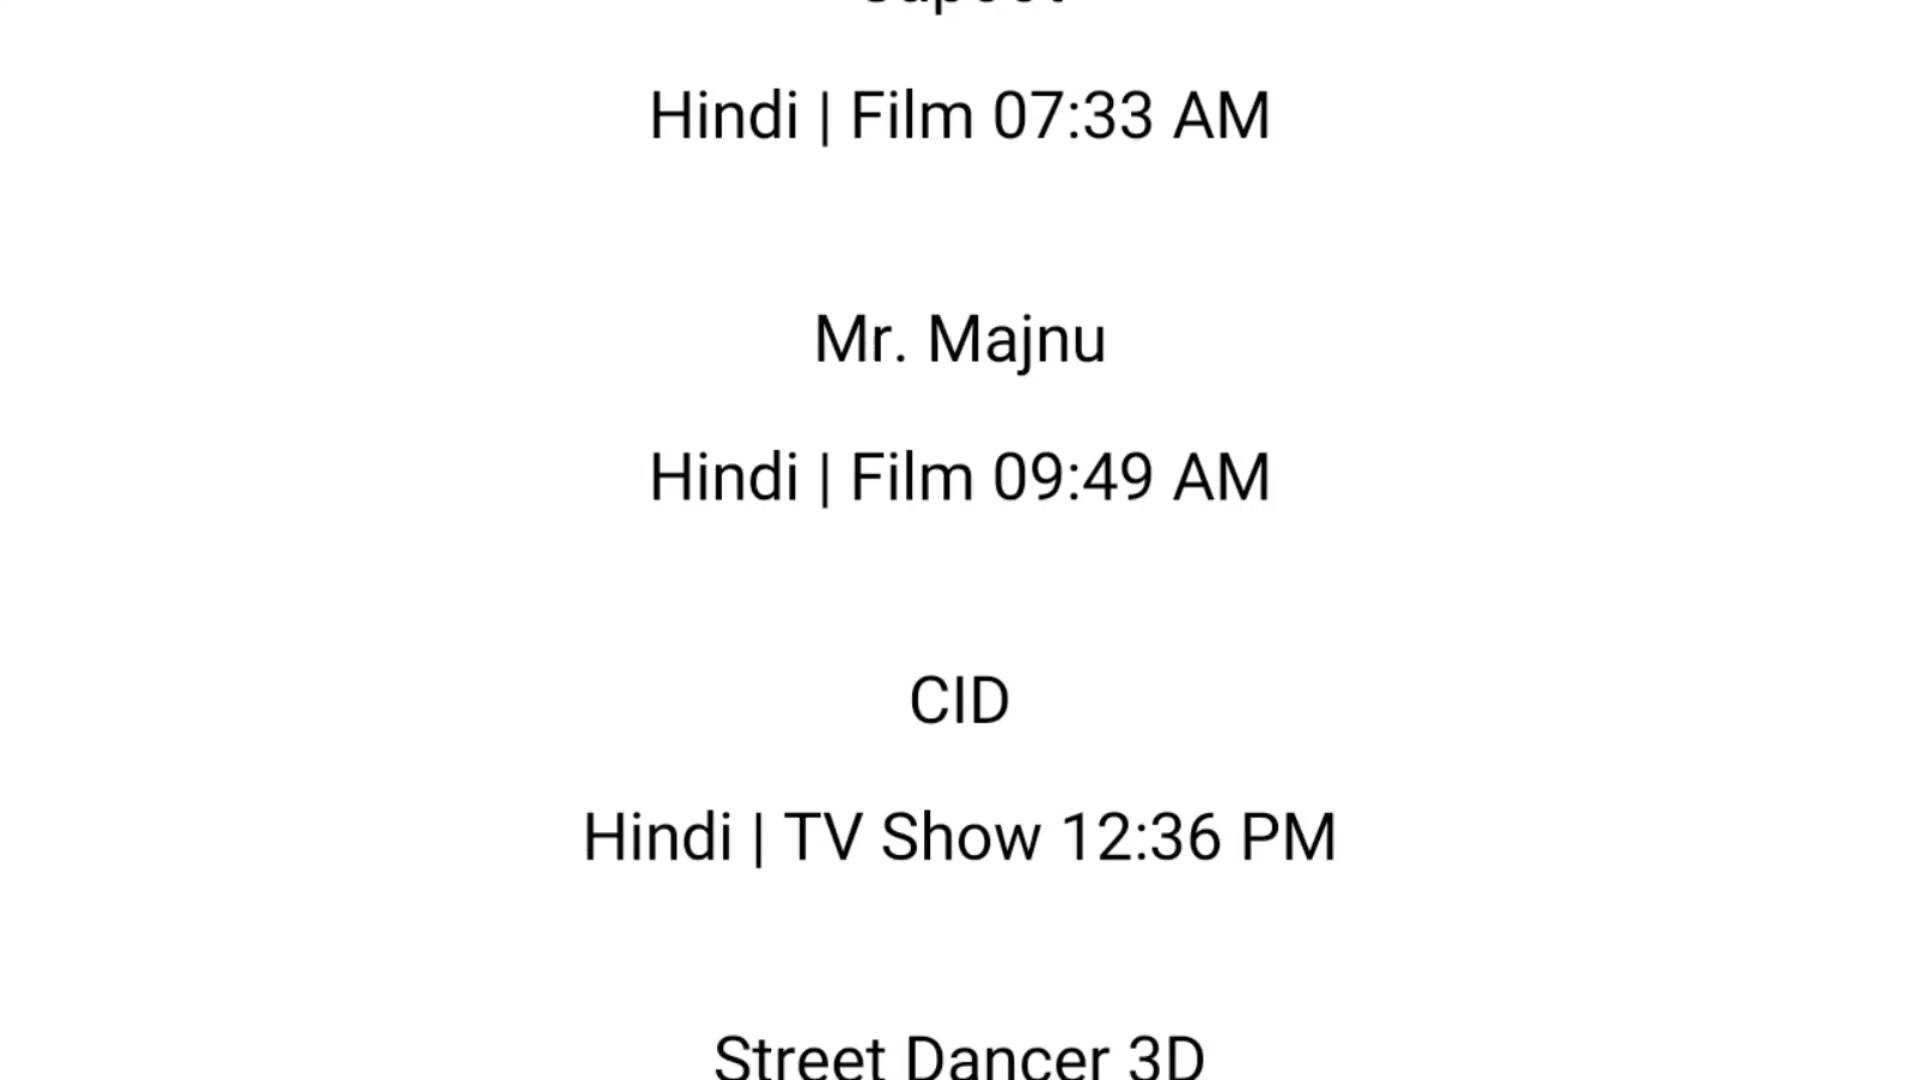 Hindi | Film 07:33 AM
Mr. Majnu
Hindi | Film 09:49 AM
CID
Hindi | TV Show 12:36 PM
Street Dancer 3D